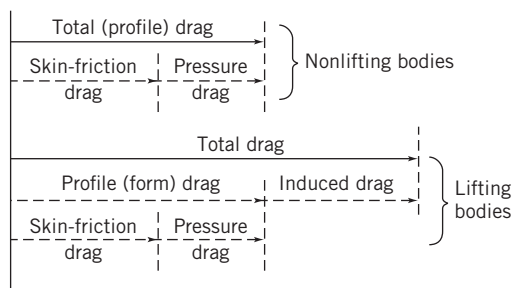 Total (profile) drag
Skin-friction drag
Pressure drag
Nonlifting bodies
Total drag
Profile (form) drag
Induced drag
Skin-friction drag
Pressure drag
Lifting
bodies